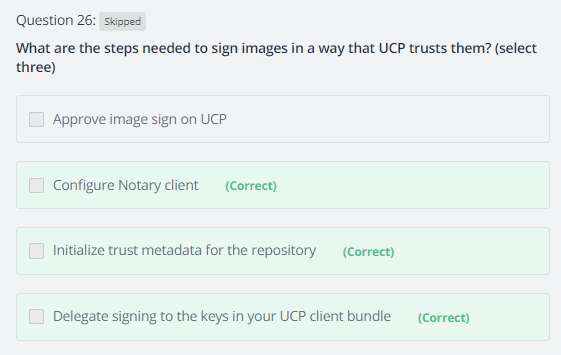 Question 26: Skipped
What are the steps needed to sign images in a way that UCP trusts them? (select
three)
Approve image sign on UCP
Configure Notary client (Correct)
Initialize trust metadata for the repository (Correct)
Delegate signing to the keys in your UCP client bundle (Correct)